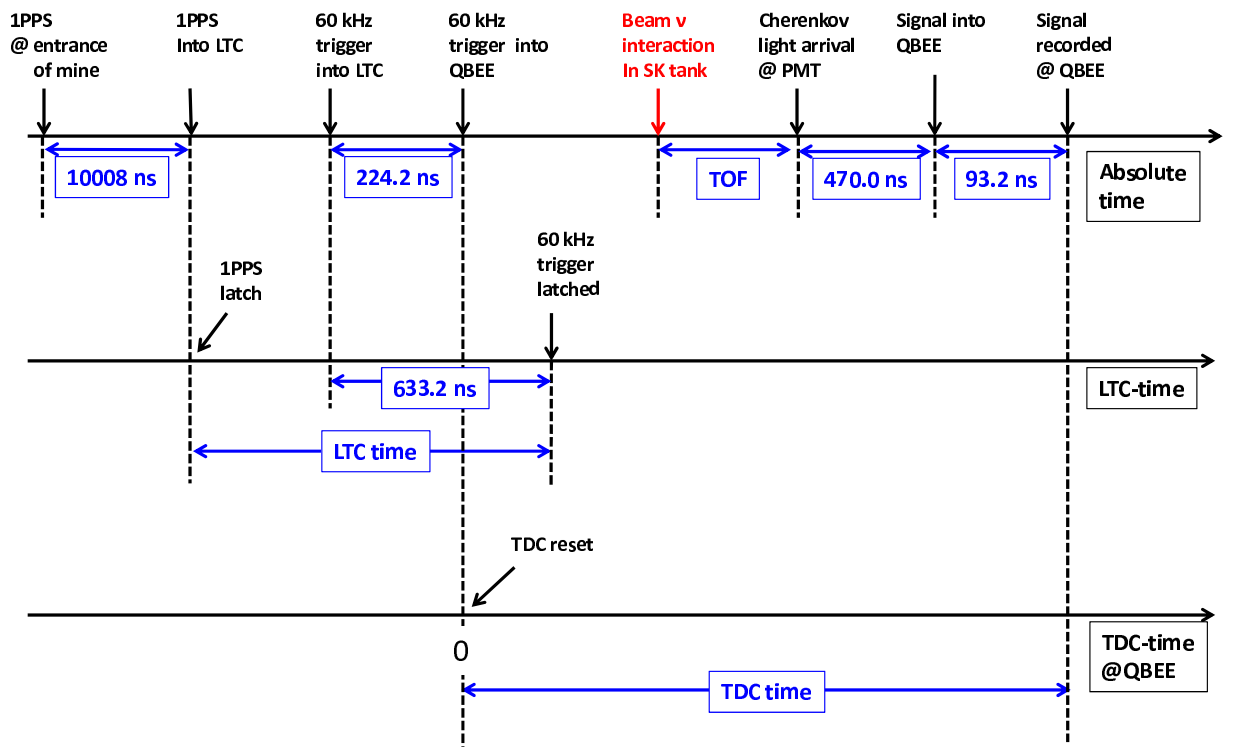 1PPS
@ entrance
of mine
1PPS
Into LTC
60 kHz
trigger
into LTC
60 kHz
trigger into
QBEE
Beam ν
interaction
In SK tank
Cherenkov
light arrival
@ PMT
Signal into
QBEE
Signal
recorded
@ QBEE
10008 ns
224.2 ns
TOF
470.0 ns
93.2 ns
Absolute
time
1PPS
latch
60 kHz
trigger
latched
633.2 ns
LTC-time
LTC time
TDC reset
0
TDC-time
@QBEE
TDC time